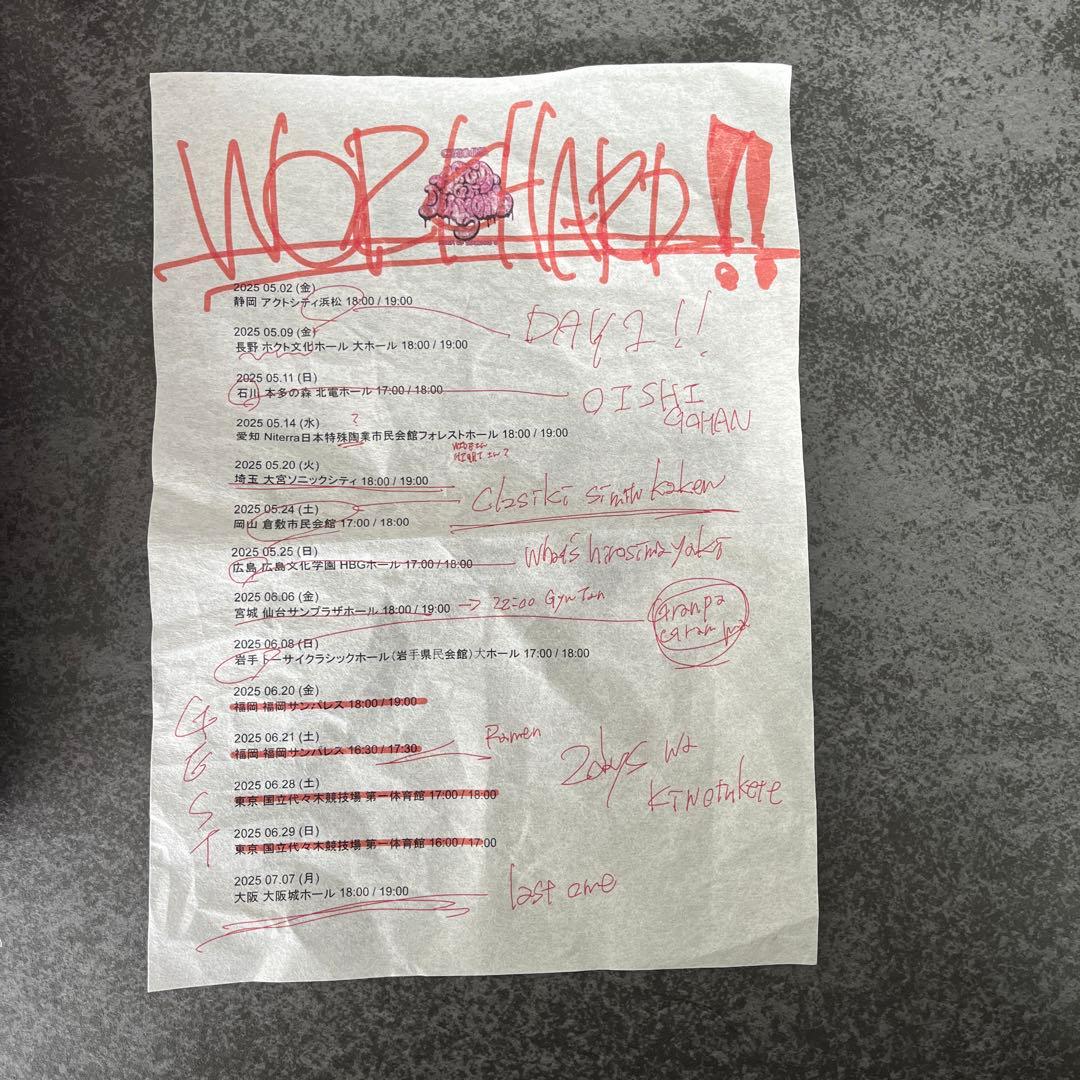 WORK HARD!!
2025 05.02 (金)
静岡 アクトシティ浜松 18:00 / 19:00
DAY 1!!
2025 05.09 (金)
長野 ホクト文化ホール 大ホール 18:00 / 19:00
2025 05.11 (日)
石川 本多の森 北電ホール 17:00 / 18:00
OISHI
GOHAN
2025 05.14 (水)
?
愛知 Niterra日本特殊陶業市民会館フォレストホール 18:00 / 19:00
2025 05.20 (火)
埼玉 大宮ソニックシティ 18:00 / 19:00
2025 05.24 (土)
Clasiki simin kaken
岡山 倉敷市民会館 17:00 / 18:00
2025 05.25 (日)
広島 広島文化学園 HBGホール 17:00 / 18:00
what's hirosimayaki
2025 06.06 (金)
宮城 仙台サンプラザホール 18:00 / 19:00 → 22:00 Gyu Tan
Granpa
Granma
2025 06.08 (日)
岩手 トーサイクラシックホール(岩手県民会館)大ホール 17:00 / 18:00
2025 06.20 (金)
福岡 福岡サンパレス 18:00 / 19:00
2025 06.21 (土)
福岡 福岡サンパレス 16:30 / 17:30
Ramen
2025 06.28 (土)
東京 国立代々木競技場 第一体育館 17:00 / 18:00
2025 06.29 (日)
東京 国立代々木競技場 第一体育館 16:00 / 17:00
2days wa
kiwotukete
2025 07.07 (月)
大阪 大阪城ホール 18:00 / 19:00
last one